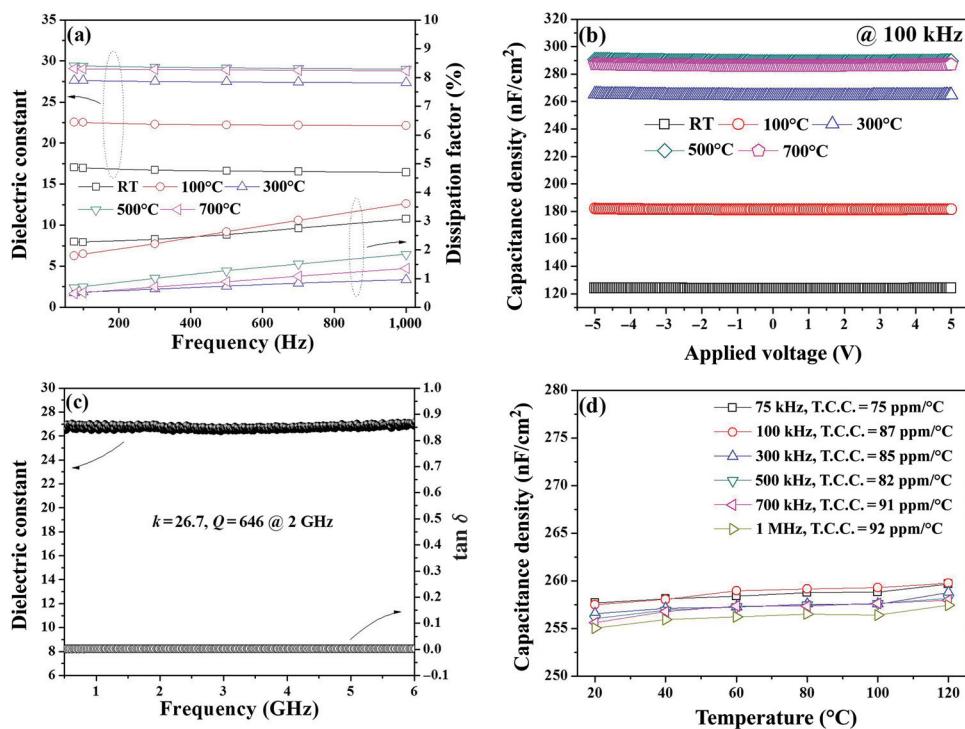 (a)
35
30
25
20
15
10
5
0
Dielectric constant
10
9
8
7
6
5
4
3
2
1
0
Dissipation factor (%)
RT 100°C 300°C
500°C 700°C
200 400 600 800 1,000
Frequency (Hz)
(b)
@ 100 kHz
320
300
280
260
240
220
200
180
160
140
120
Capacitance density (nF/cm²)
RT 100°C 300°C
500°C 700°C
−5 −4 −3 −2 −1 0 1 2 3 4 5
Applied voltage (V)
(c)
30
28
26
24
22
20
18
16
14
12
10
8
6
Dielectric constant
1.0
0.9
0.8
0.7
0.6
0.5
0.4
0.3
0.2
0.1
0.0
−0.1
tan δ
k=26.7, Q=646 @ 2 GHz
1 2 3 4 5 6
Frequency (GHz)
(d)
280
275
270
265
260
255
250
Capacitance density (nF/cm²)
75 kHz, T.C.C. = 75 ppm/°C
100 kHz, T.C.C. = 87 ppm/°C
300 kHz, T.C.C. = 85 ppm/°C
500 kHz, T.C.C. = 82 ppm/°C
700 kHz, T.C.C. = 91 ppm/°C
1 MHz, T.C.C. = 92 ppm/°C
20 40 60 80 100 120
Temperature (°C)